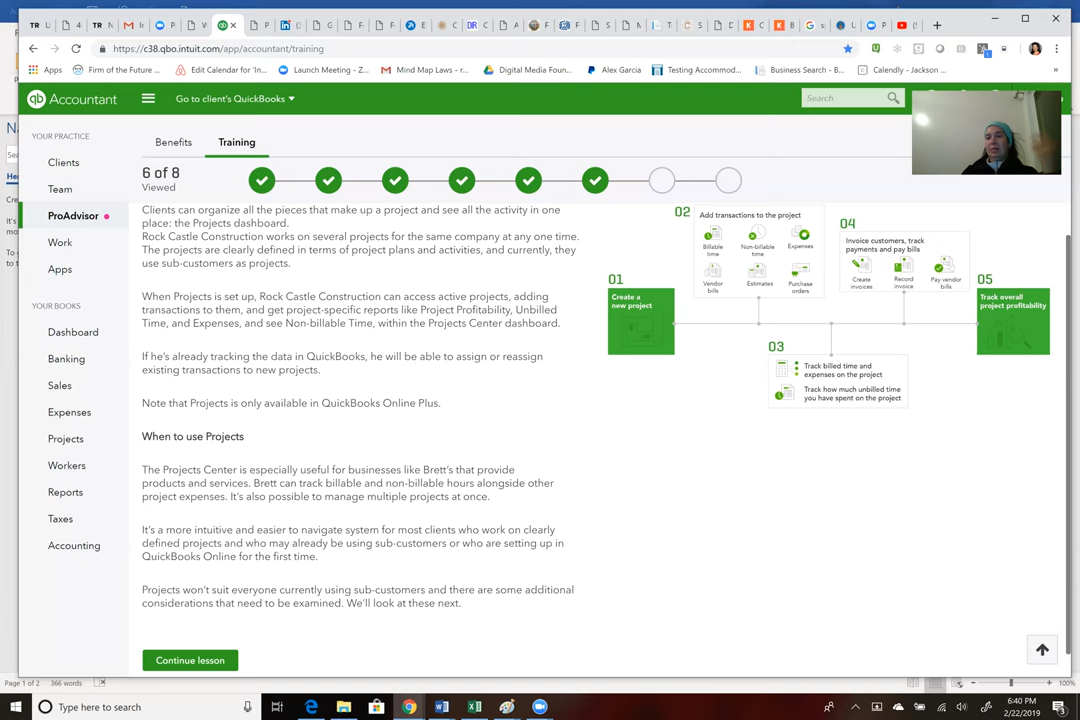 https://c38.qbo.intuit.com/app/accountant/training
Apps
Firm of the Future ...
Edit Calendar for 'In...
Launch Meeting - Z...
Mind Map Laws - r...
Digital Media Foun...
Alex Garcia
Testing Accommod...
Business Search - B...
Calendly - Jackson ...
qb Accountant
Go to client's QuickBooks
Search
YOUR PRACTICE
Clients
Team
ProAdvisor
Work
Apps
YOUR BOOKS
Dashboard
Banking
Sales
Expenses
Projects
Workers
Reports
Taxes
Accounting
Benefits
Training
6 of 8
Viewed
Clients can organize all the pieces that make up a project and see all the activity in one
place: the Projects dashboard.
Rock Castle Construction works on several projects for the same company at any one time.
The projects are clearly defined in terms of project plans and activities, and currently, they
use sub-customers as projects.
When Projects is set up, Rock Castle Construction can access active projects, adding
transactions to them, and get project-specific reports like Project Profitability, Unbilled
Time, and Expenses, and see Non-billable Time, within the Projects Center dashboard.
If he's already tracking the data in QuickBooks, he will be able to assign or reassign
existing transactions to new projects.
Note that Projects is only available in QuickBooks Online Plus.
When to use Projects
The Projects Center is especially useful for businesses like Brett's that provide
products and services. Brett can track billable and non-billable hours alongside other
project expenses. It's also possible to manage multiple projects at once.
It's a more intuitive and easier to navigate system for most clients who work on clearly
defined projects and who may already be using sub-customers or who are setting up in
QuickBooks Online for the first time.
Projects won't suit everyone currently using sub-customers and there are some additional
considerations that need to be examined. We'll look at these next.
Continue lesson
01
Create a
new project
02
Add transactions to the project
Billable
time
Non-billable
time
Expenses
Vendor
bills
Estimates
Purchase
orders
03
Track billed time and
expenses on the project
Track how much unbilled time
you have spent on the project
04
Invoice customers, track
payments and pay bills
Create
invoices
Record
invoice
Pay vendor
bills
05
Track overall
project profitability
Page 1 of 2
366 words
100%
Type here to search
6:40 PM
2/22/2019